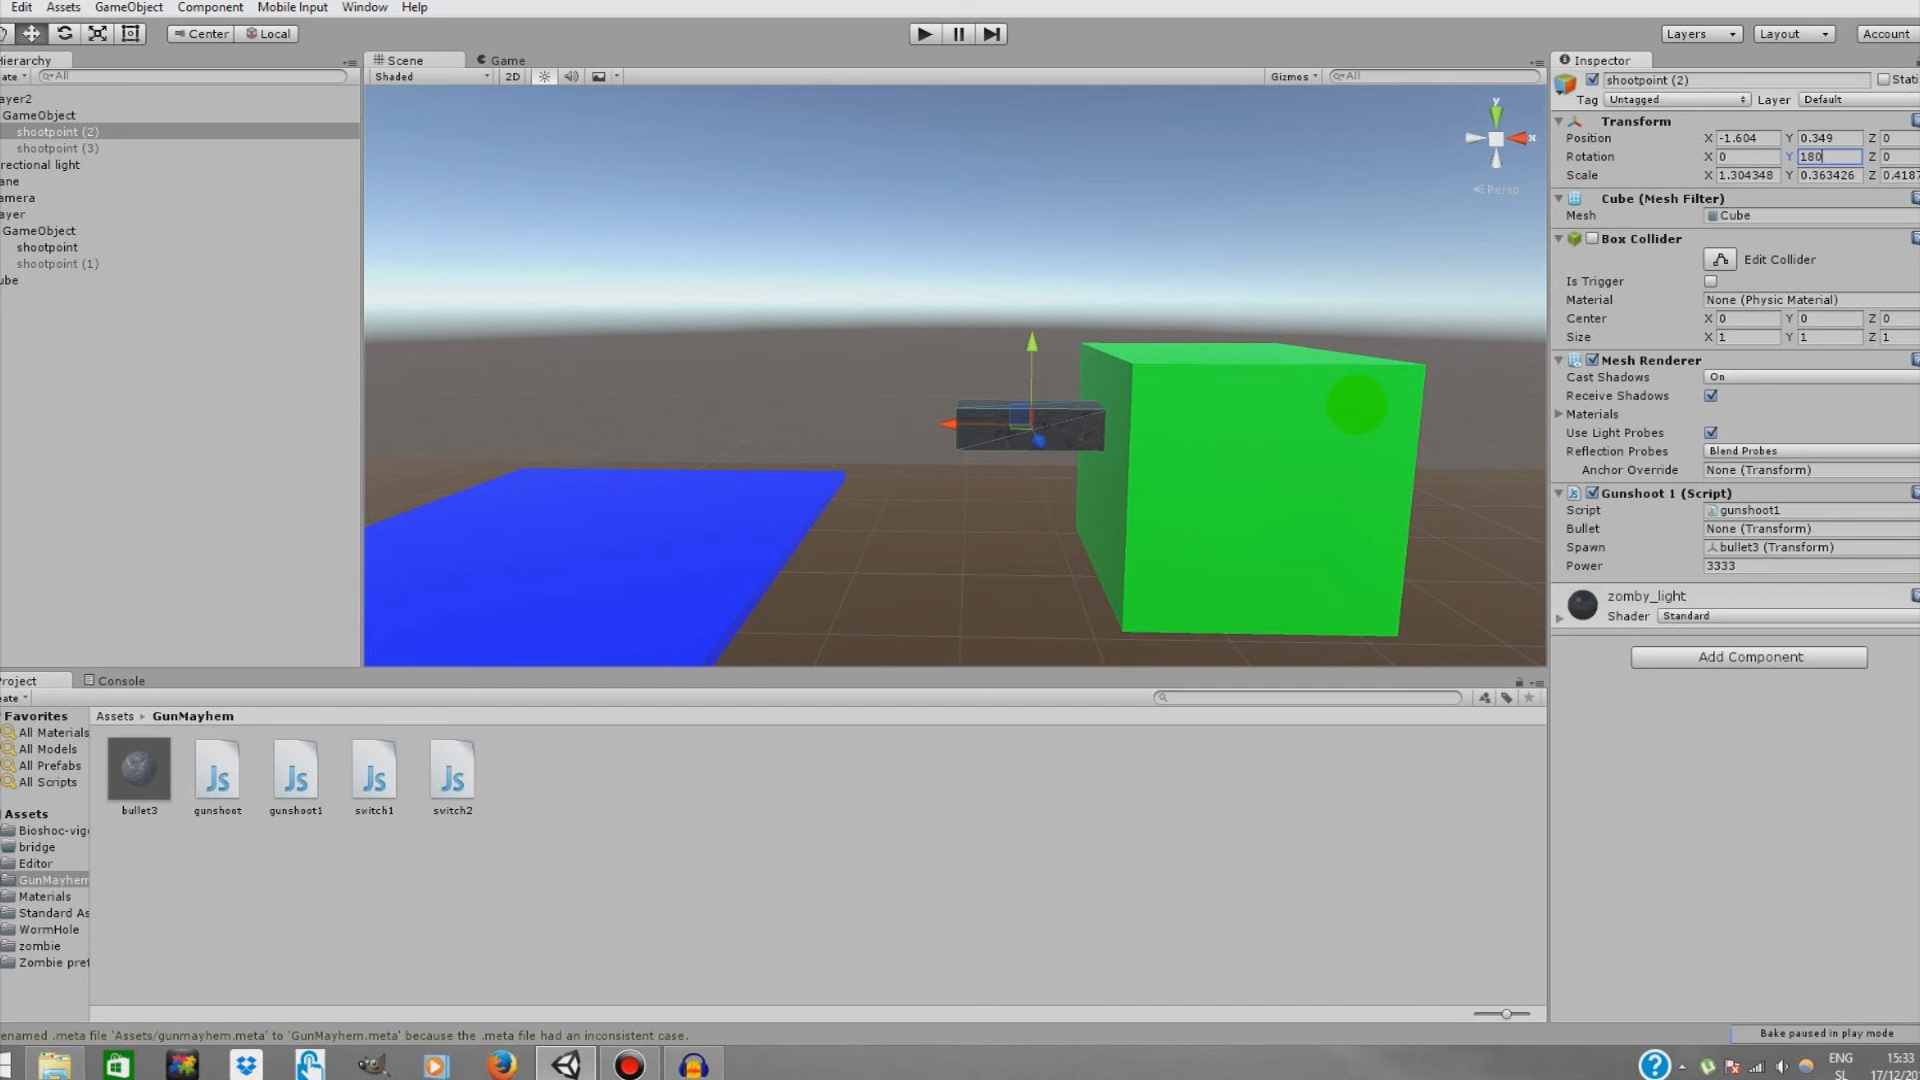 Edit Assets GameObject Component Mobile Input Window Help
Center Local Layers Layout Account
Hierarchy Scene Game Inspector
ate All Shaded 2D Gizmos All shootpoint (2) Stati
Tag Untagged Layer Default
ayer2
GameObject
shootpoint (2)
shootpoint (3)
rectional light
ane
amera
ayer
GameObject
shootpoint
shootpoint (1)
ube
y
x
Persp
Transform
Position X -1.604 Y 0.349 Z 0
Rotation X 0 Y 180 Z 0
Scale X 1.304348 Y 0.363426 Z 0.4187
Cube (Mesh Filter)
Mesh Cube
Box Collider
Edit Collider
Is Trigger
Material None (Physic Material)
Center X 0 Y 0 Z 0
Size X 1 Y 1 Z 1
Mesh Renderer
Cast Shadows On
Receive Shadows
Materials
Use Light Probes
Reflection Probes Blend Probes
Anchor Override None (Transform)
Gunshoot 1 (Script)
Script gunshoot1
Bullet None (Transform)
Spawn bullet3 (Transform)
Power 3333
zomby_light
Shader Standard
Add Component
Project Console
ate
Favorites
All Materials
All Models
All Prefabs
All Scripts
Assets
Bioshoc-vig
bridge
Editor
GunMayhem
Materials
Standard As
WormHole
zombie
Zombie pref
Assets GunMayhem
Js Js Js Js
bullet3 gunshoot gunshoot1 switch1 switch2
enamed .meta file 'Assets/gunmayhem.meta' to 'GunMayhem.meta' because the .meta file had an inconsistent case.
Bake paused in play mode
ENG
SL
15:33
17/12/20